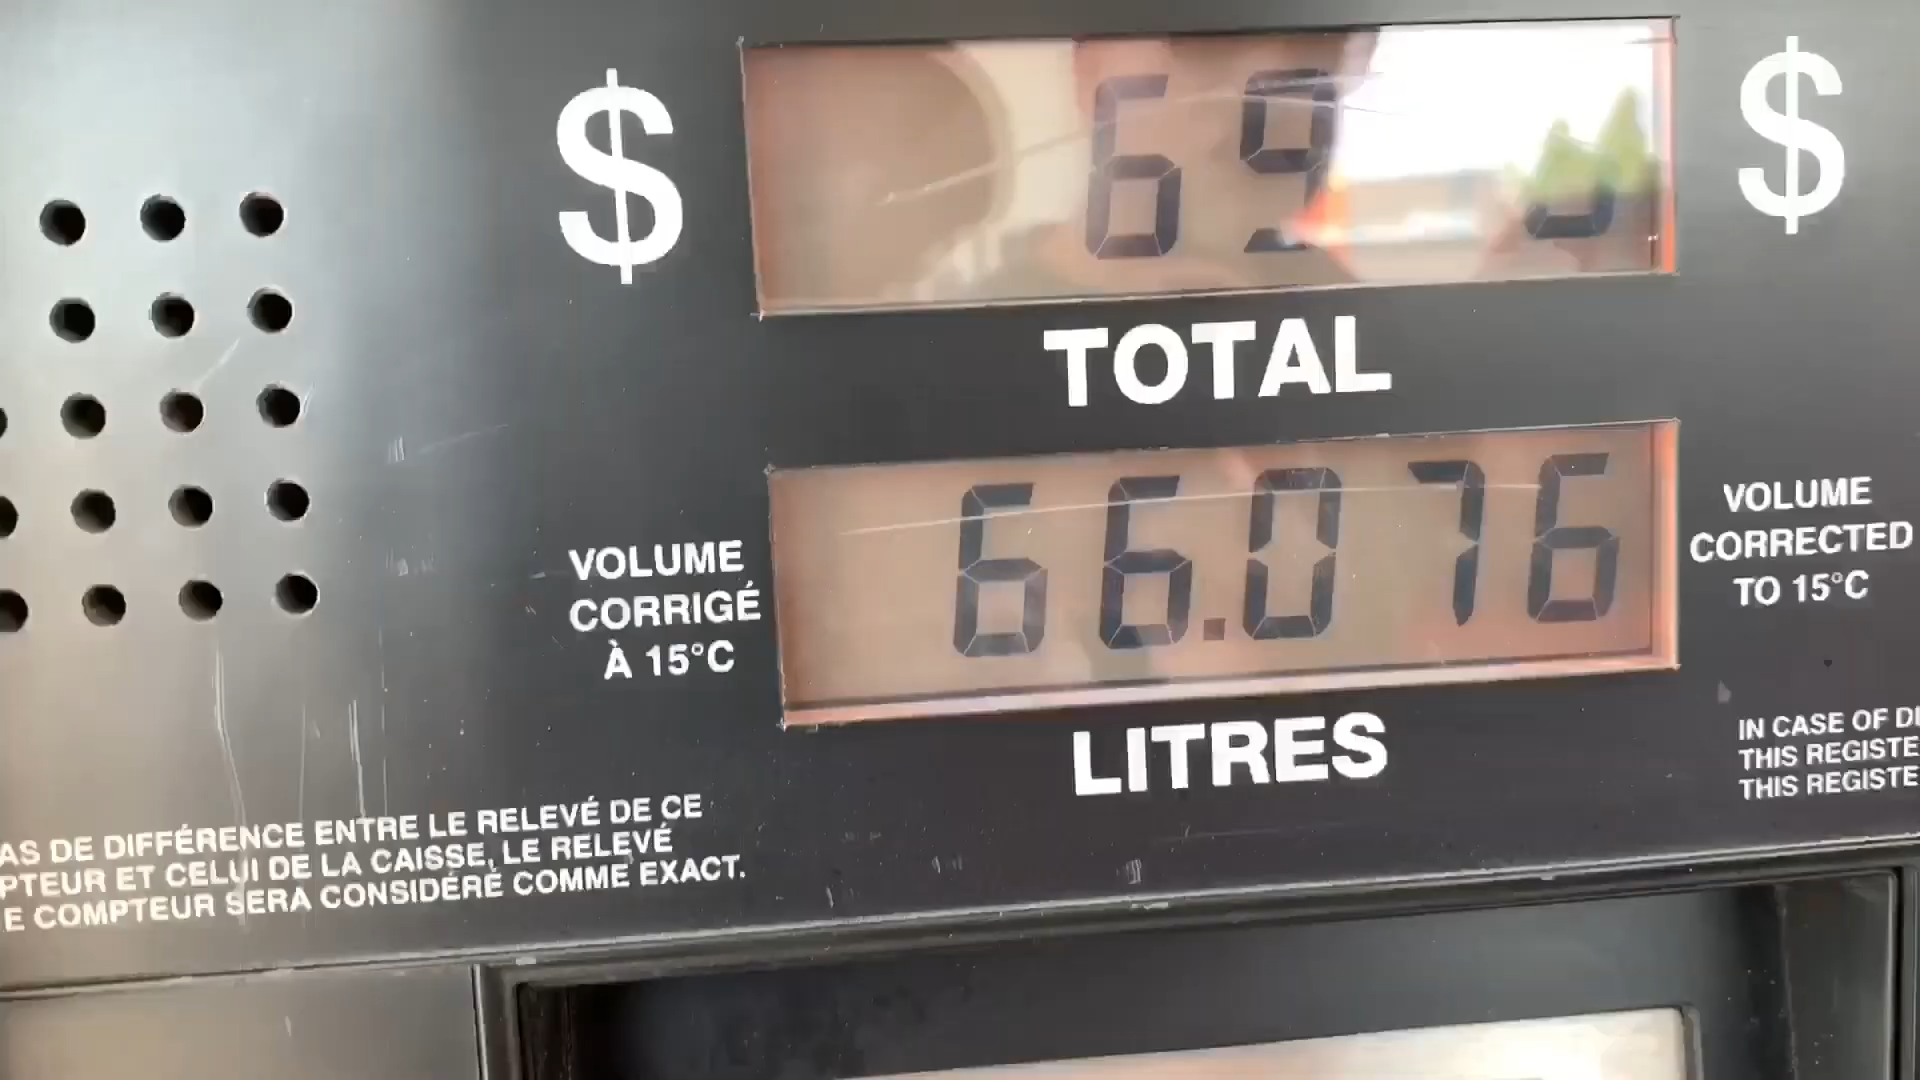 $ 69 $
TOTAL
VOLUME
CORRIGÉ
À 15°C
66.076
VOLUME
CORRECTED
TO 15°C
LITRES
IN CASE OF
THIS
THIS
DE DIFFÉRENCE ENTRE LE RELEVÉ DE CE
ET CELUI DE LA CAISSE, LE RELEVÉ
COMPTEUR SERA CONSIDÉRÉ COMME EXACT.